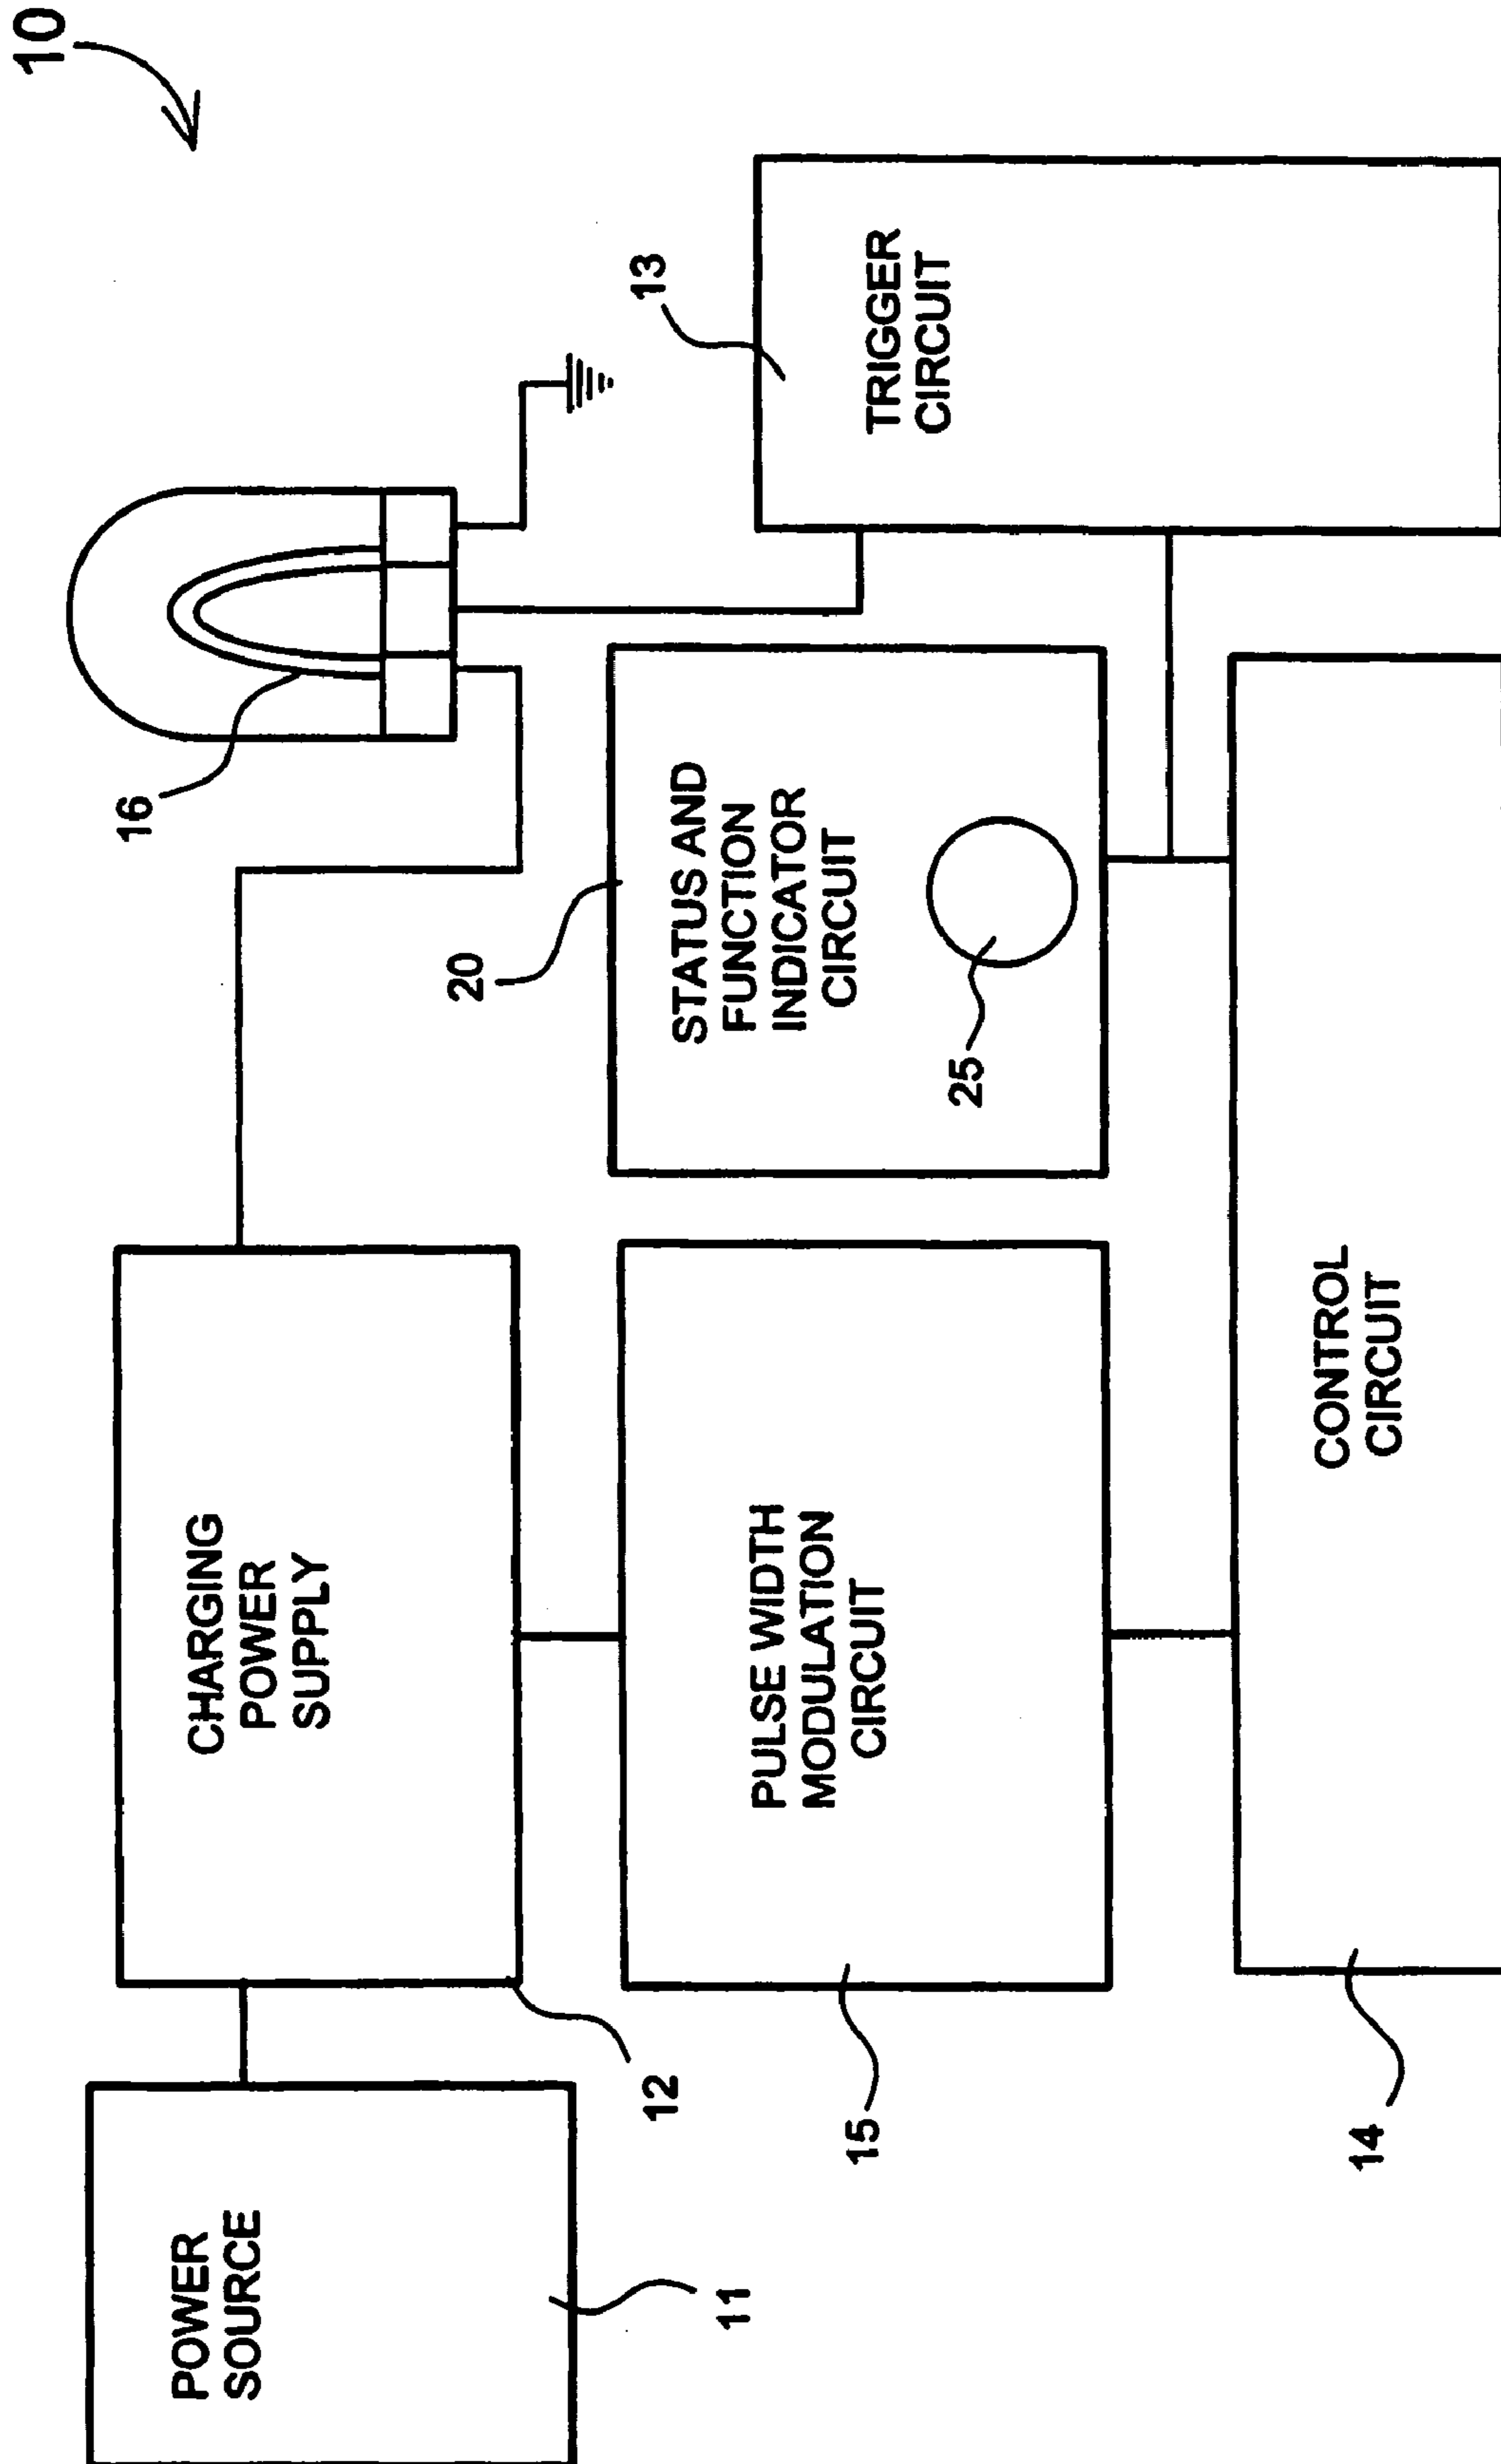 10
16
13
TRIGGER
CIRCUIT
20
STATUS AND
FUNCTION
INDICATOR
CIRCUIT
25
CHARGING
POWER
SUPPLY
12
PULSE WIDTH
MODULATION
CIRCUIT
15
CONTROL
CIRCUIT
14
POWER
SOURCE
11